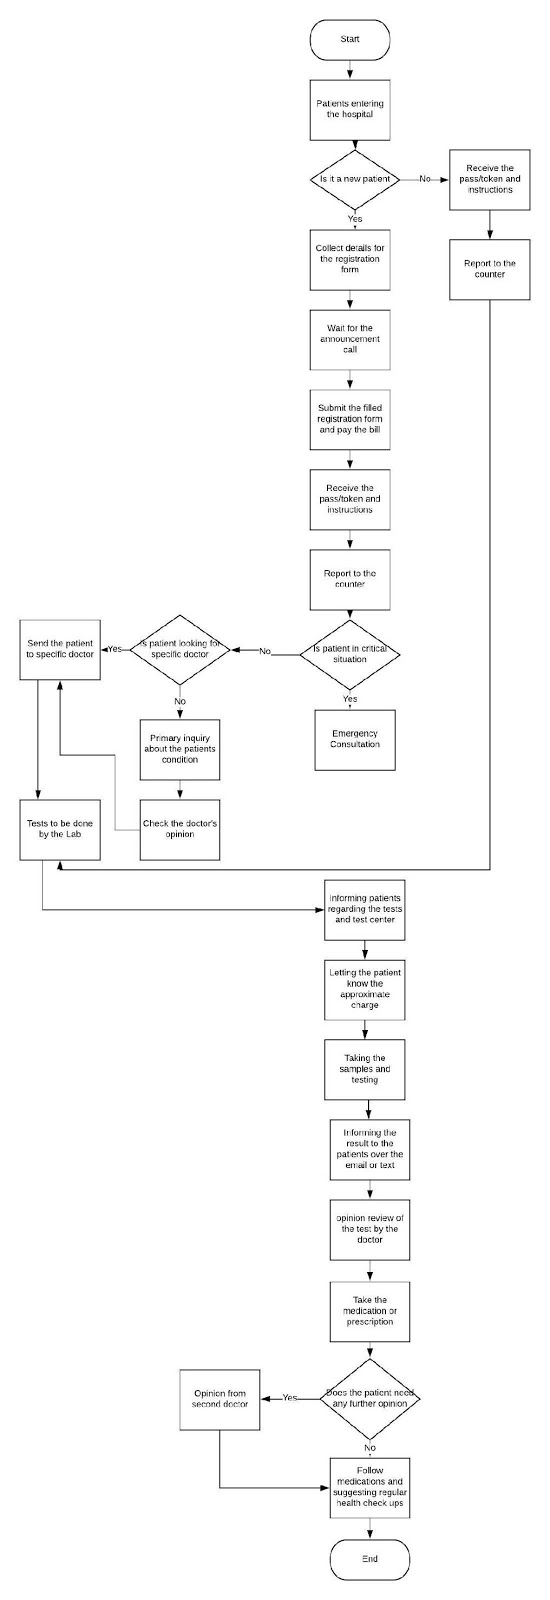 Start
Patients entering
the hospital
Is it a new patient
No
Receive the
pass/token and
instructions
Yes
Collect details for
the registration
form
Report to the
counter
Wait for the
announcement
call
Submit the filled
registration form
and pay the bill
Receive the
pass/token and
instructions
Report to the
counter
Is patient in critical
situation
No
Is patient looking for
specific doctor
Yes
Send the patient
to specific doctor
Yes
Emergency
Consultation
No
Primary inquiry
about the patients
condition
Check the doctor's
opinion
Tests to be done
by the Lab
Informing patients
regarding the tests
and test center
Letting the patient
know the
approximate
charge
Taking the
samples and
testing
Informing the
result to the
patients over the
email or text
opinion review of
the test by the
doctor
Take the
medication or
prescription
Does the patient need
any further opinion
Yes
Opinion from
second doctor
No
Follow
medications and
suggesting regular
health check ups
End